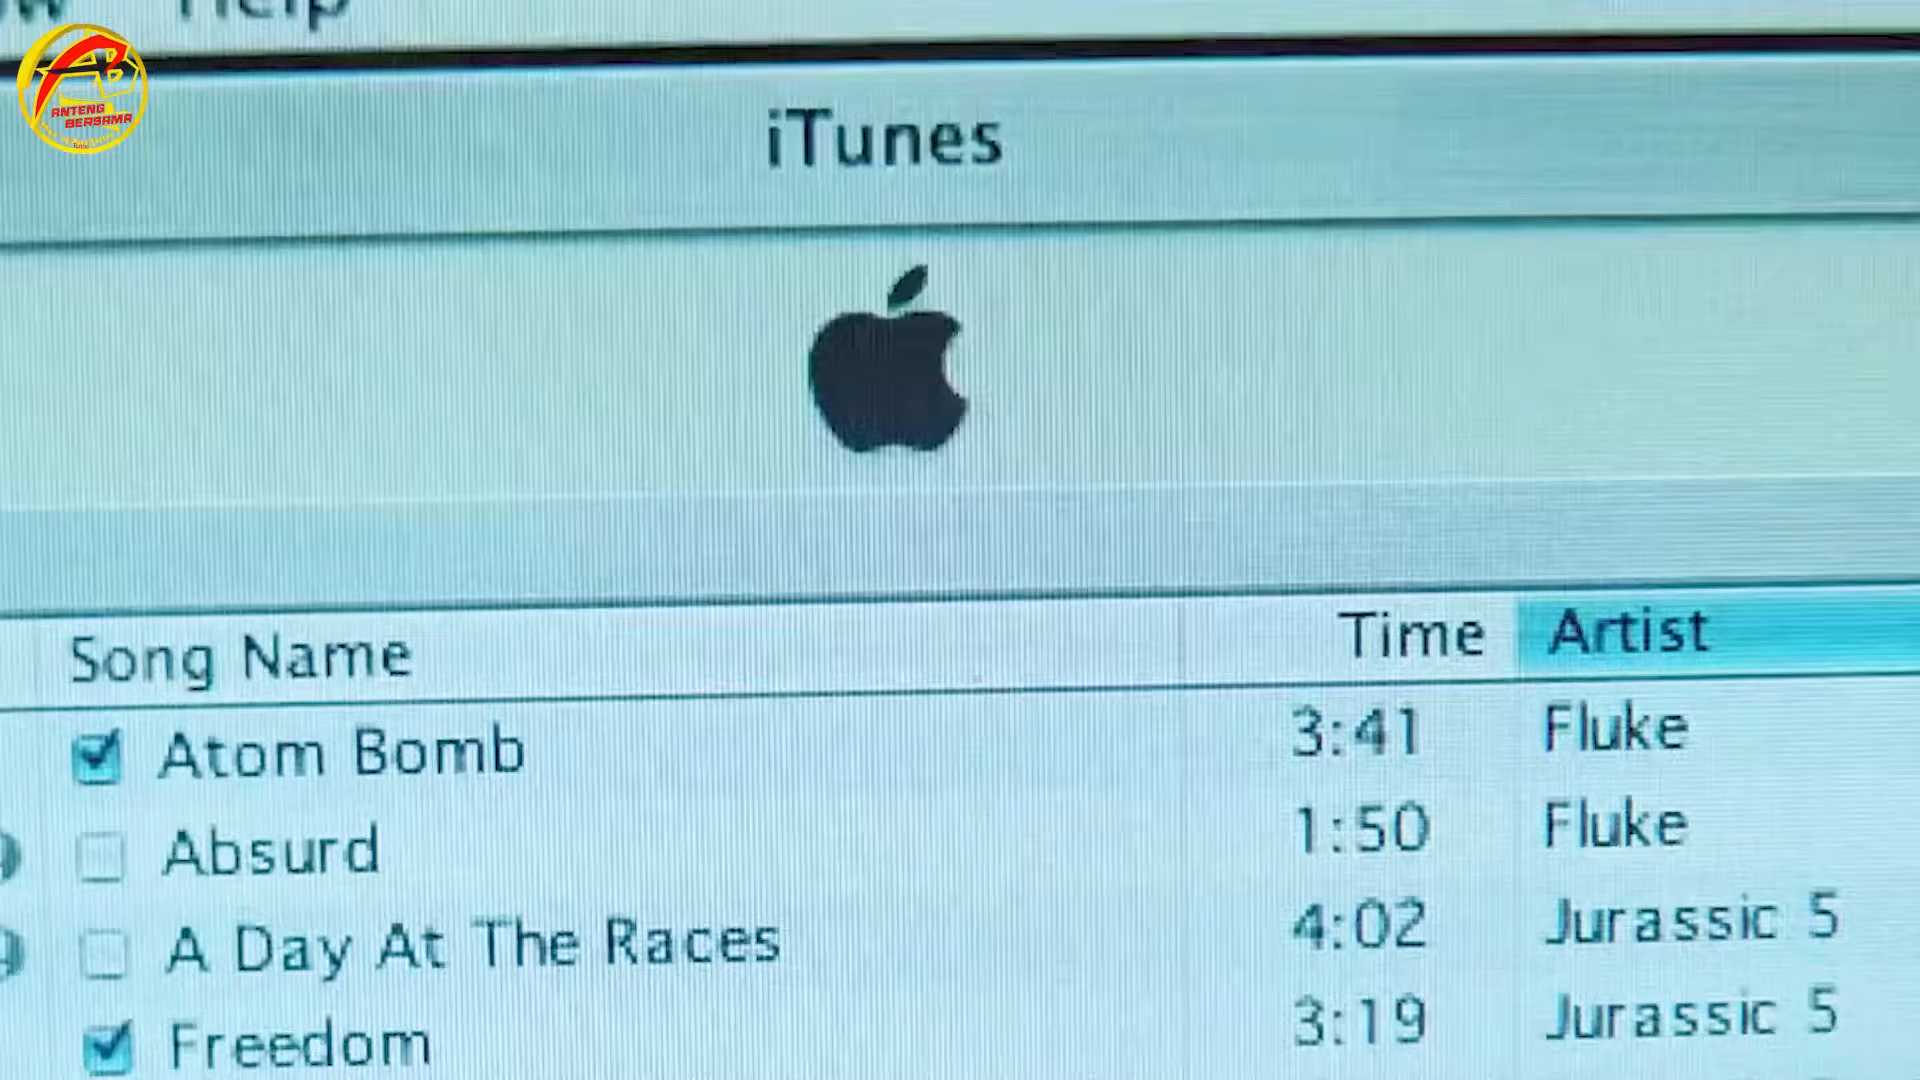 Help
ANTENG
BERSAMA
iTunes
Song Name Time Artist
Atom Bomb 3:41 Fluke
Absurd 1:50 Fluke
A Day At The Races 4:02 Jurassic 5
Freedom 3:19 Jurassic 5